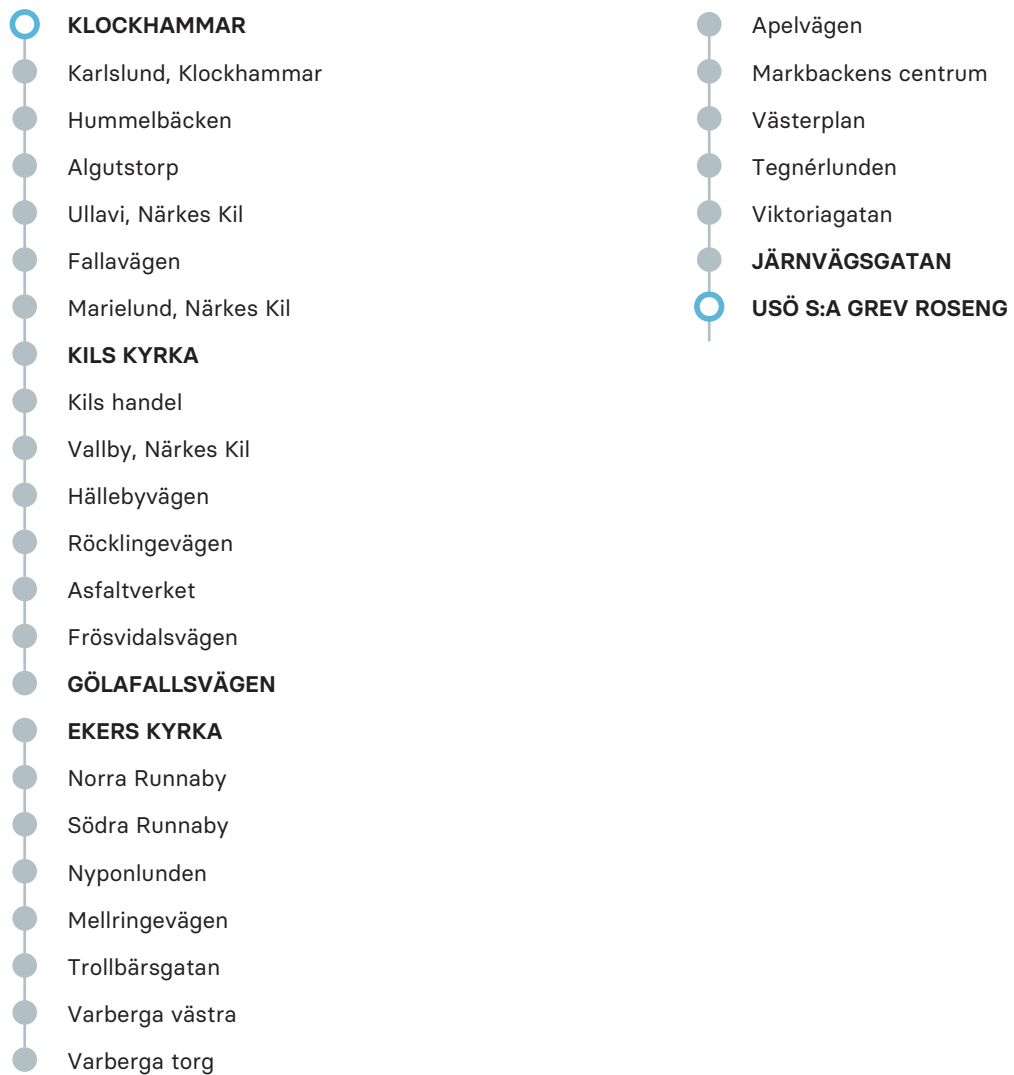 KLOCKHAMMAR
Karlslund, Klockhammar
Hummelbäcken
Algutstorp
Ullavi, Närkes Kil
Fallavägen
Marielund, Närkes Kil
KILS KYRKA
Kils handel
Vallby, Närkes Kil
Hällebyvägen
Röcklingevägen
Asfaltverket
Frösvidalsvägen
GÖLAFALLSVÄGEN
EKERS KYRKA
Norra Runnaby
Södra Runnaby
Nyponlunden
Mellringevägen
Trollbärsgatan
Varberga västra
Varberga torg
Apelvägen
Markbackens centrum
Västerplan
Tegnérlunden
Viktoriagatan
JÄRNVÄGSGATAN
USÖ S:A GREV ROSENG